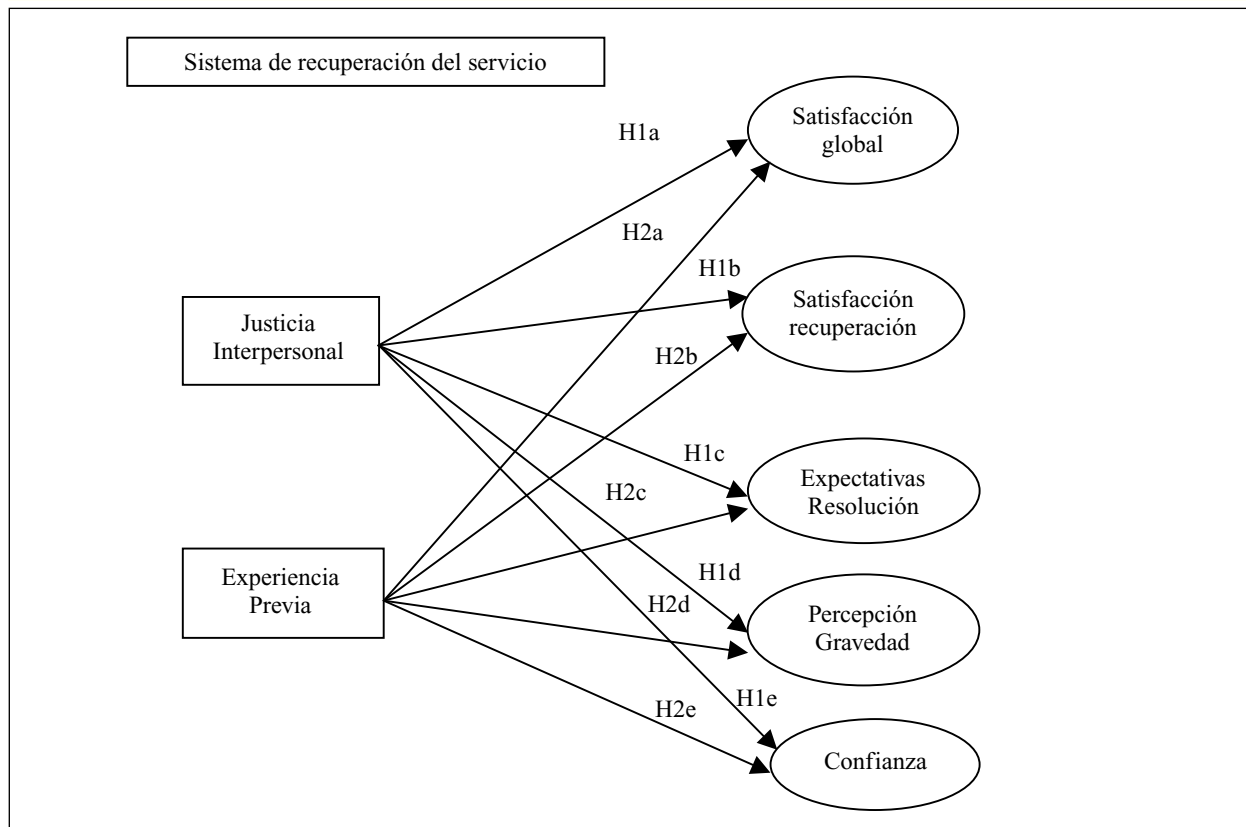 Sistema de recuperación del servicio
Satisfacción
global
H1a
H2a
H1b
Justicia
Interpersonal
Satisfacción
recuperación
H2b
H1c
Expectativas
Resolución
H2c
Experiencia
Previa
H1d
H2d
Percepción
Gravedad
H1e
H2e
Confianza